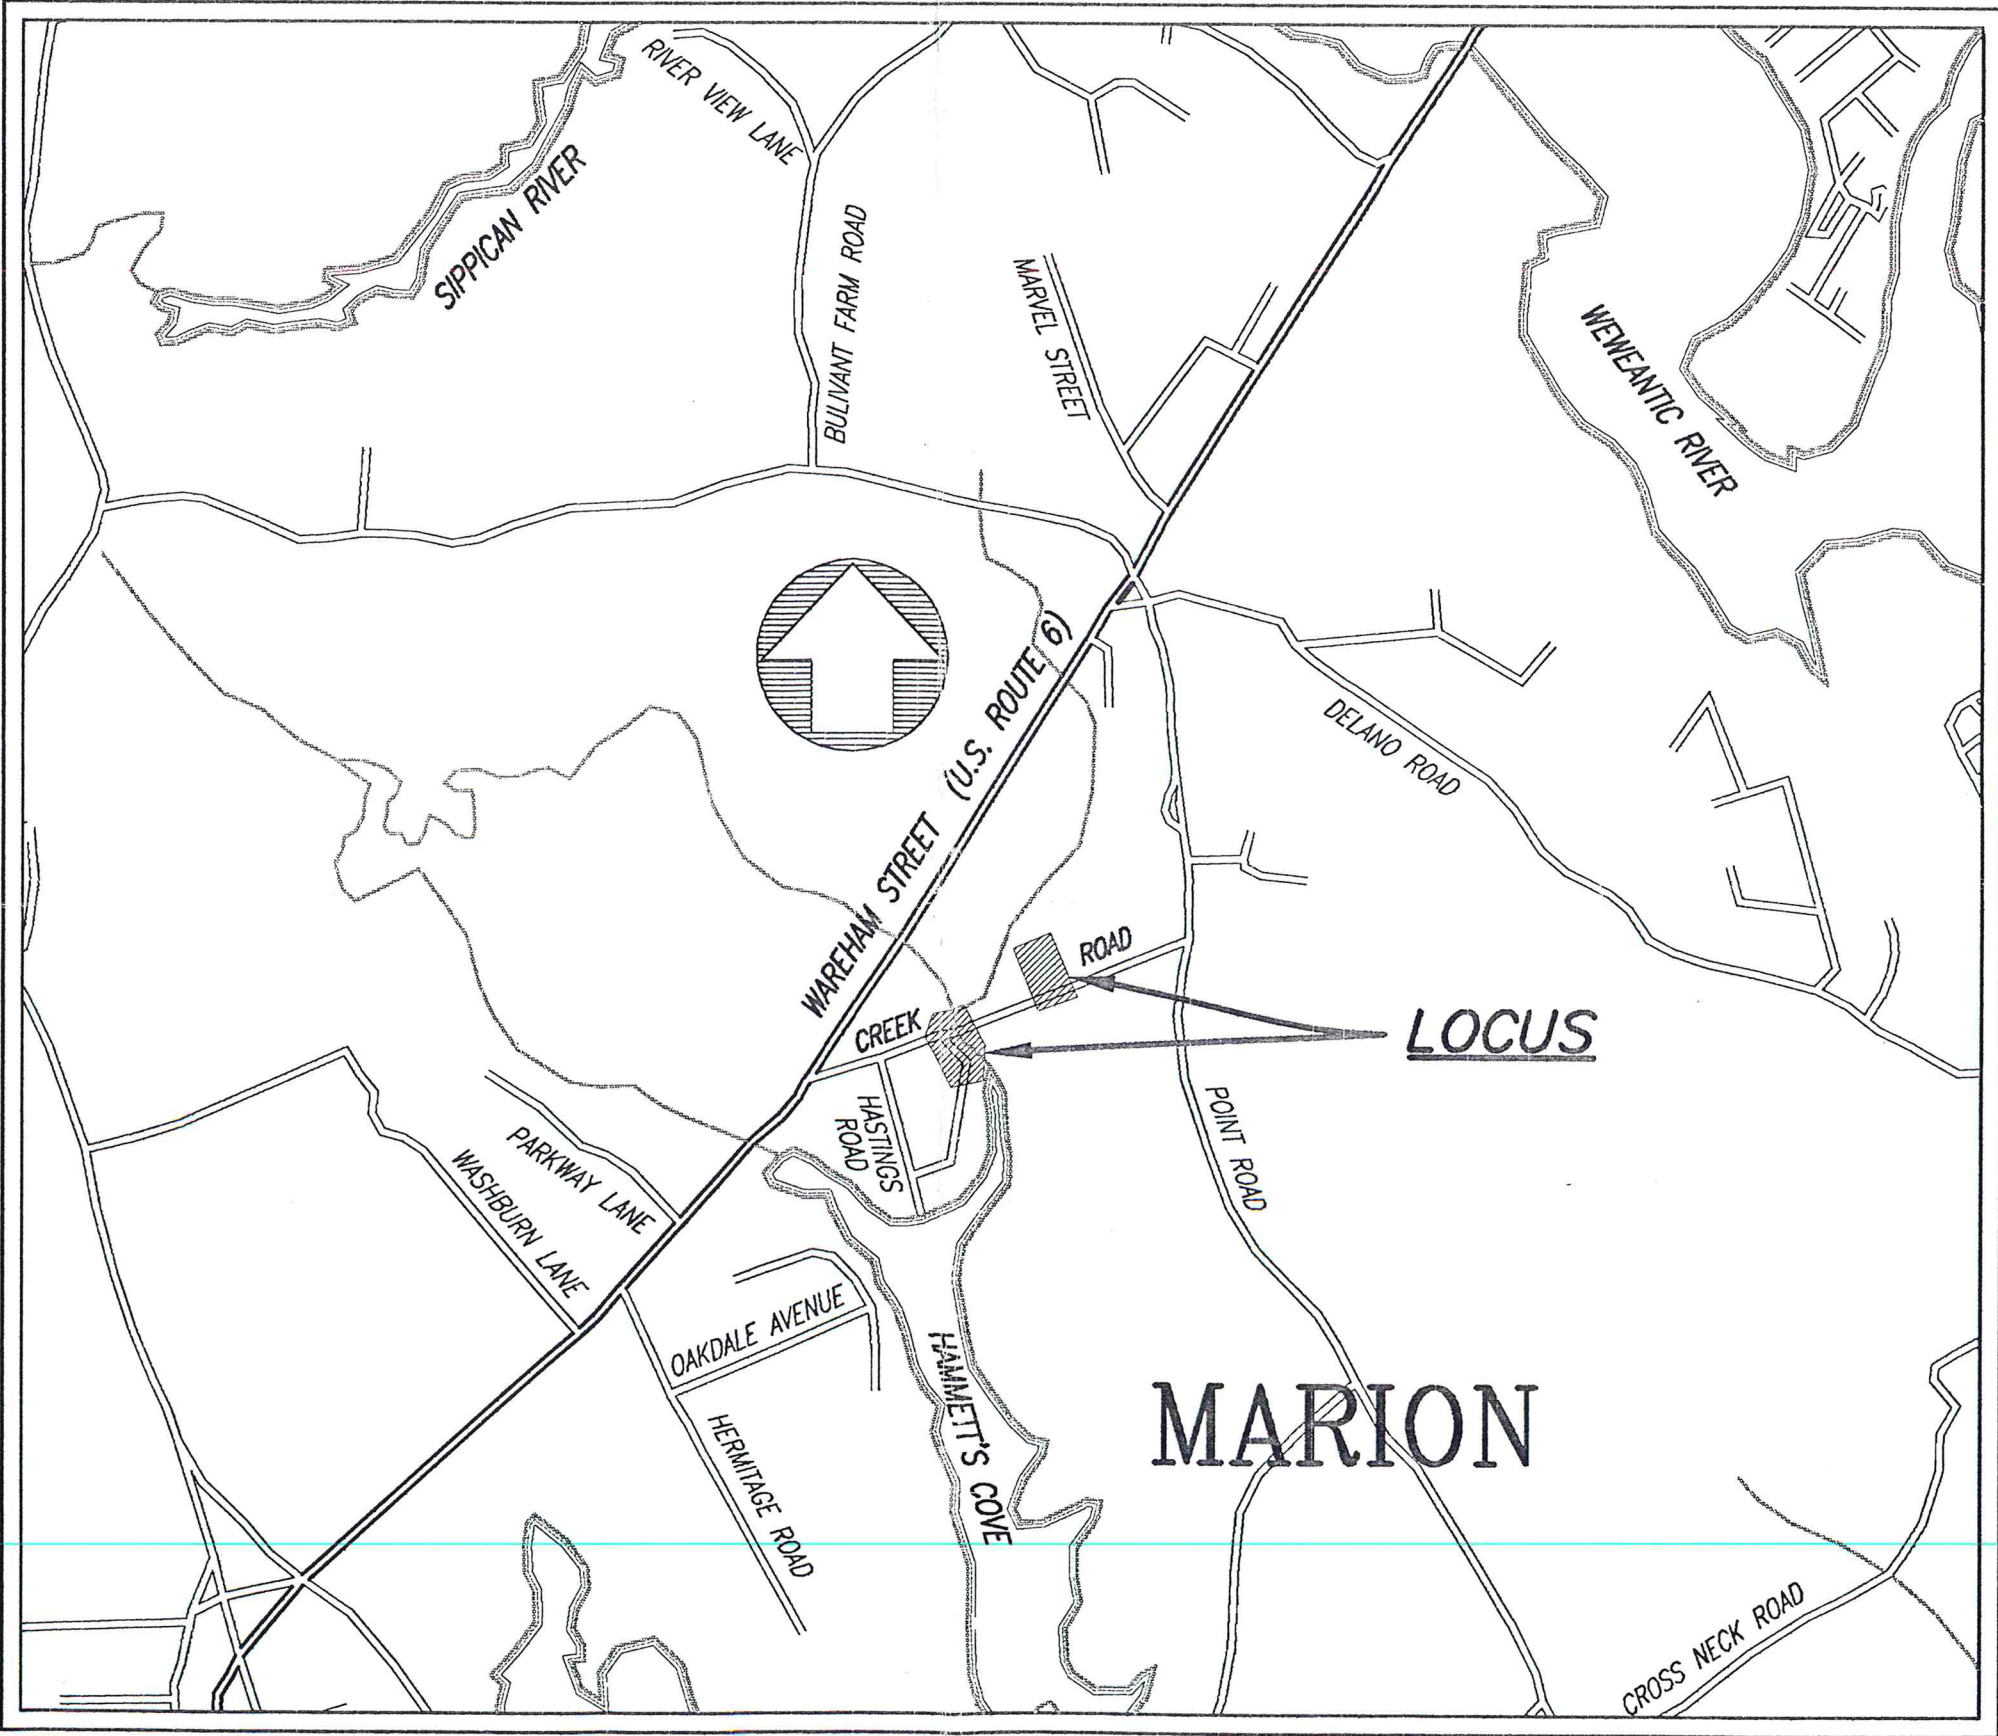 RIVER VIEW LANE
SIPPICAN RIVER
BULIVANT FARM ROAD
MARVEL STREET
WEWEANTIC RIVER
WAREHAM STREET (U.S. ROUTE 6)
DELANO ROAD
CREEK ROAD
LOCUS
HASTINGS
ROAD
POINT ROAD
PARKWAY LANE
WASHBURN LANE
OAKDALE AVENUE
HERMITAGE ROAD
HAMMETT'S COVE
MARION
CROSS NECK ROAD